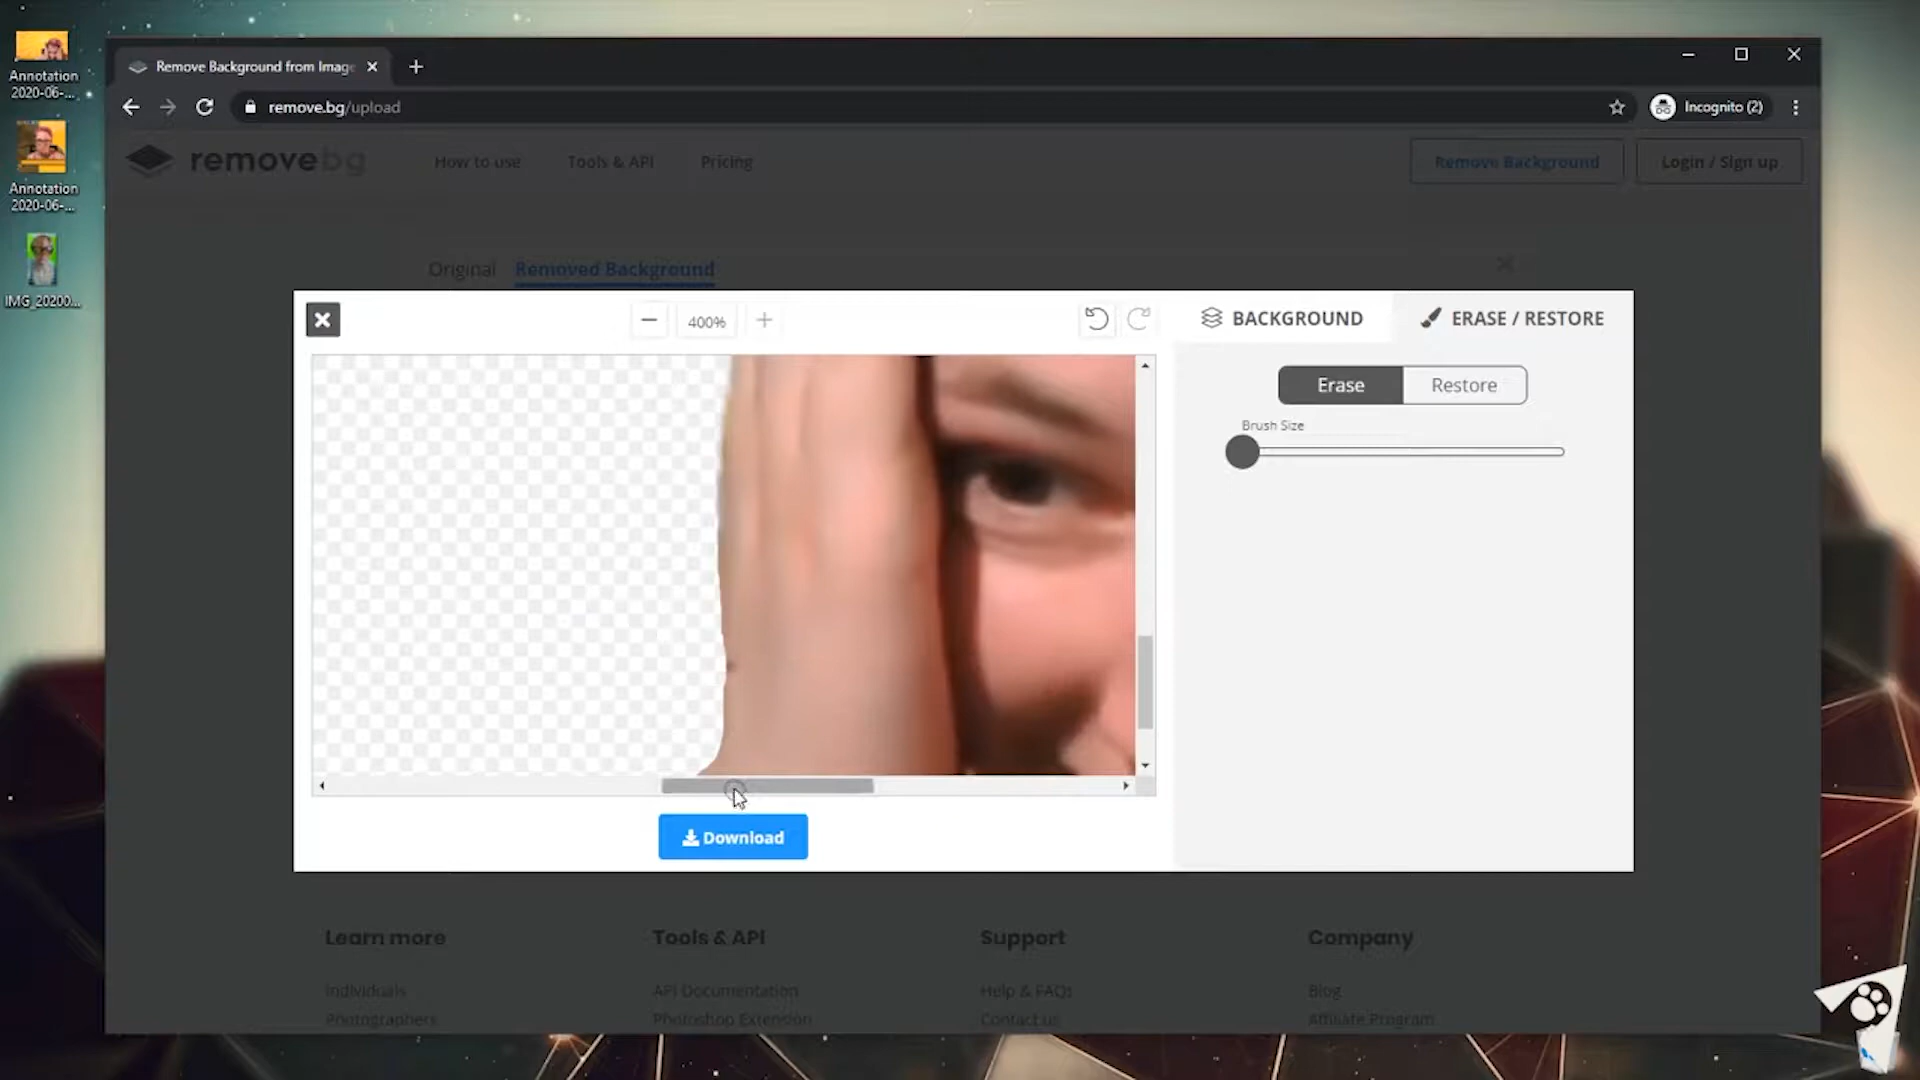 Annotation
2020-06-...
Annotation
2020-06-...
IMG_20200...
Remove Background from Image
remove.bg/upload
Incognito (2)
removebg
How to use
Tools & API
Pricing
Remove Background
Login / Sign up
Original
Removed Background
400%
BACKGROUND
ERASE / RESTORE
Erase
Restore
Brush Size
Download
Learn more
Tools & API
Support
Company
Individuals
API Documentation
Help & FAQs
Blog
Photographers
Photoshop Extension
Contact us
Affiliate Program